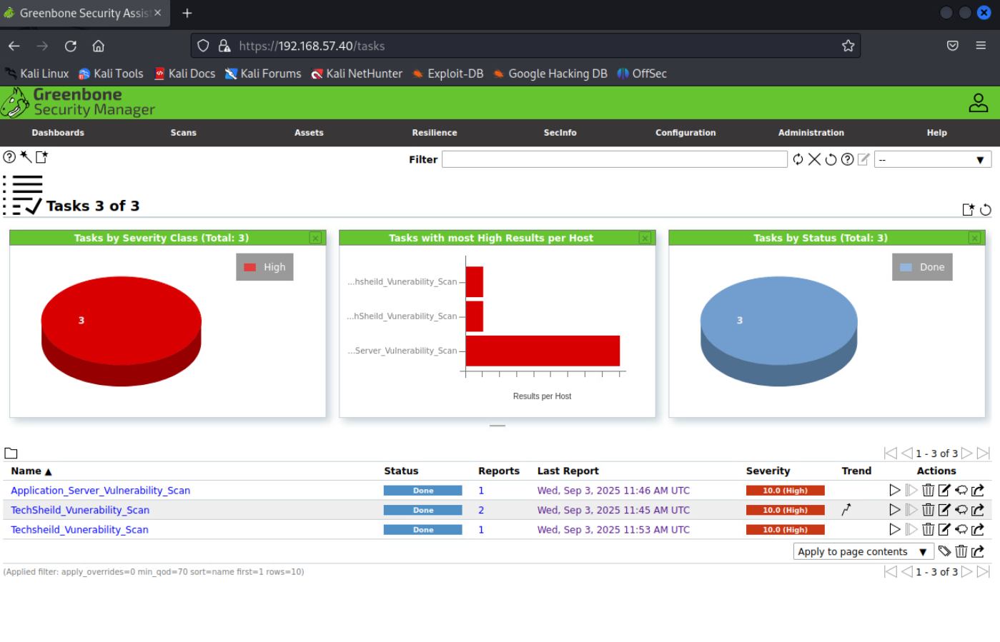 Greenbone Security Assis
https://192.168.57.40/tasks
Kali Linux Kali Tools Kali Docs Kali Forums Kali NetHunter Exploit-DB Google Hacking DB OffSec
Greenbone
Security Manager
Dashboards Scans Assets Resilience SecInfo Configuration Administration Help
Filter --
Tasks 3 of 3
Tasks by Severity Class (Total: 3)
High
3
Tasks with most High Results per Host
...hsheild_Vunerability_Scan
...hSheild_Vunerability_Scan
...Server_Vulnerability_Scan
Results per Host
Tasks by Status (Total: 3)
Done
3
1 - 3 of 3
Name ▲ Status Reports Last Report Severity Trend Actions
Application_Server_Vulnerability_Scan Done 1 Wed, Sep 3, 2025 11:46 AM UTC 10.0 (High)
TechSheild_Vunerability_Scan Done 2 Wed, Sep 3, 2025 11:45 AM UTC 10.0 (High)
Techsheild_Vunerability_Scan Done 1 Wed, Sep 3, 2025 11:53 AM UTC 10.0 (High)
Apply to page contents ▼
(Applied filter: apply_overrides=0 min_qod=70 sort=name first=1 rows=10) 1 - 3 of 3